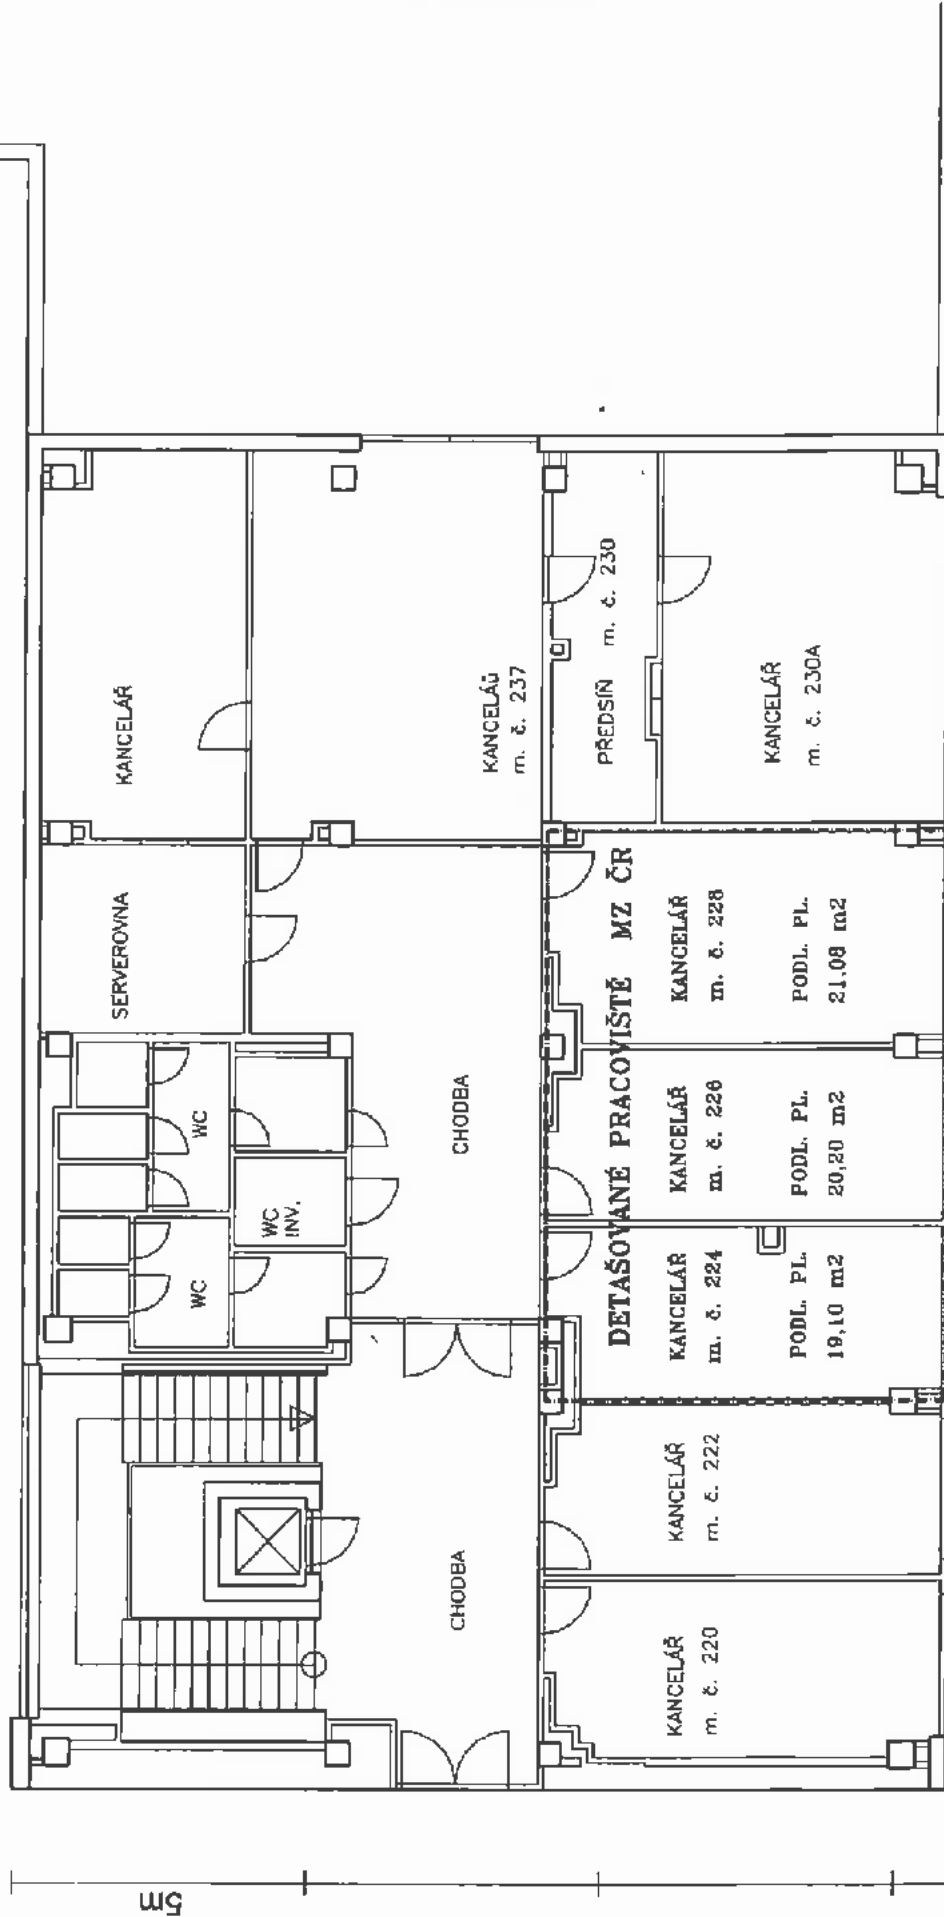 KANCELÁŘ
SERVEROVNA
WC
WC
WC
INV.
KANCELÁŬ
m. č. 237
CHODBA
CHODBA
PŘEDSÍŇ m. č. 230
KANCELÁŘ
m. č. 230A
DETAŠOVANÉ PRACOVIŠTĚ MZ ČR
KANCELÁŘ
m. č. 228
PODL. PL.
21,08 m2
KANCELÁŘ
m. č. 226
PODL. PL.
20,20 m2
KANCELÁŘ
m. č. 224
PODL. PL.
19,10 m2
KANCELÁŘ
m. č. 222
KANCELÁŘ
m. č. 220
5m